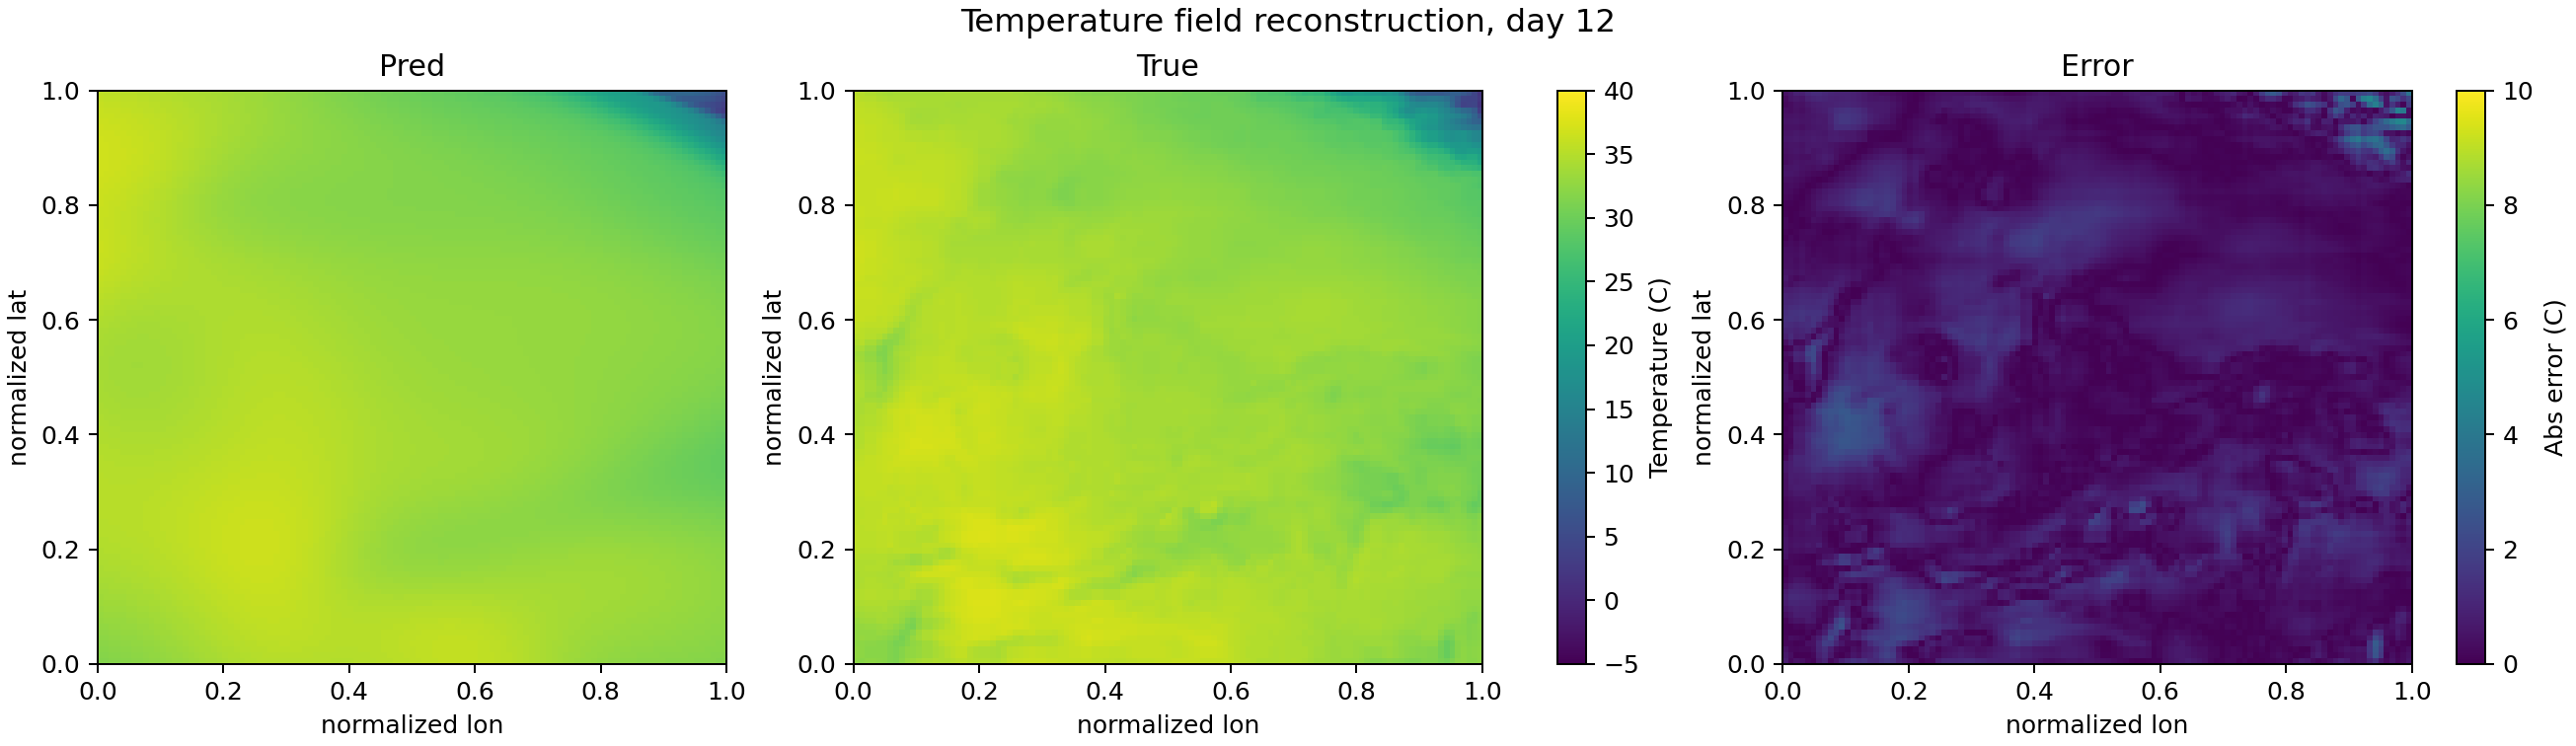 Temperature field reconstruction, day 12
Pred
1.0
0.8
0.6
0.4
0.2
0.0
normalized lat
0.0 0.2 0.4 0.6 0.8 1.0
normalized lon
True
1.0
0.8
0.6
0.4
0.2
0.0
normalized lat
0.0 0.2 0.4 0.6 0.8 1.0
normalized lon
40
35
30
25
20
15
10
5
0
−5
Temperature (C)
Error
1.0
0.8
0.6
0.4
0.2
0.0
normalized lat
0.0 0.2 0.4 0.6 0.8 1.0
normalized lon
10
8
6
4
2
0
Abs error (C)